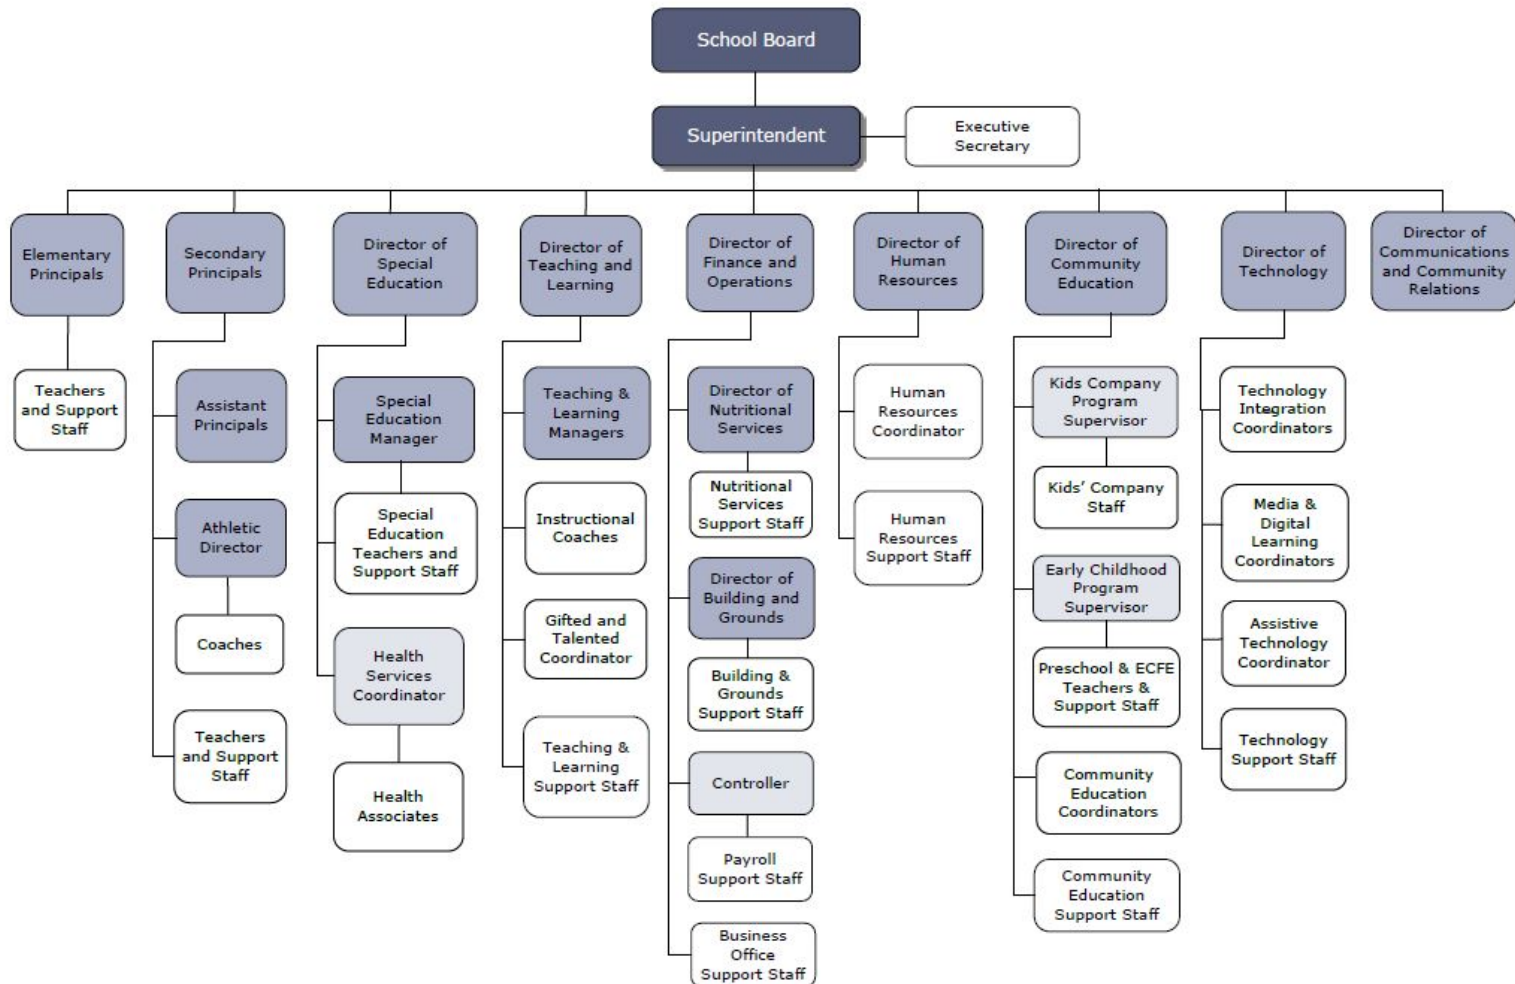 School Board
Superintendent
Executive
Secretary
Elementary
Principals
Secondary
Principals
Director of
Special
Education
Director of
Teaching and
Learning
Director of
Finance and
Operations
Director of
Human
Resources
Director of
Community
Education
Director of
Technology
Director of
Communications
and Community
Relations
Teachers
and Support
Staff
Assistant
Principals
Athletic
Director
Coaches
Teachers
and Support
Staff
Special
Education
Manager
Special
Education
Teachers and
Support Staff
Health
Services
Coordinator
Health
Associates
Teaching &
Learning
Managers
Instructional
Coaches
Gifted and
Talented
Coordinator
Teaching &
Learning
Support Staff
Director of
Nutritional
Services
Nutritional
Services
Support Staff
Director of
Building and
Grounds
Building &
Grounds
Support Staff
Controller
Payroll
Support Staff
Business
Office
Support Staff
Human
Resources
Coordinator
Human
Resources
Support Staff
Kids Company
Program
Supervisor
Kids’ Company
Staff
Early Childhood
Program
Supervisor
Preschool & ECFE
Teachers &
Support Staff
Community
Education
Coordinators
Community
Education
Support Staff
Technology
Integration
Coordinators
Media &
Digital
Learning
Coordinators
Assistive
Technology
Coordinator
Technology
Support Staff